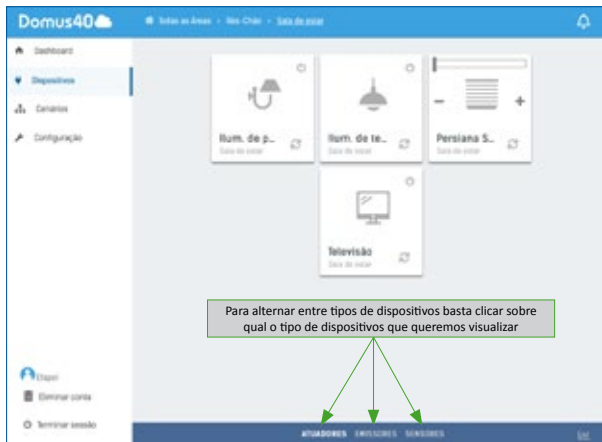 Domus40
Todas as Áreas › Rés-Chão › Sala de estar
Dashboard
Dispositivos
Cenários
Configuração
Ilum. de p...
Sala de estar
Ilum. de te...
Sala de estar
Persiana S...
Sala de estar
- +
Televisão
Sala de estar
Para alternar entre tipos de dispositivos basta clicar sobre
qual o tipo de dispositivos que queremos visualizar
Eliminar conta
Terminar sessão
ATUADORES EMISSORES SENSORES